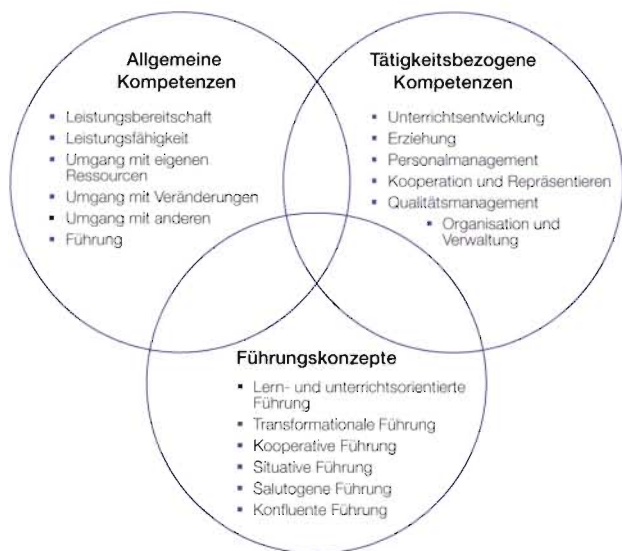 Allgemeine
Kompetenzen
▪ Leistungsbereitschaft
▪ Leistungsfähigkeit
▪ Umgang mit eigenen
Ressourcen
▪ Umgang mit Veränderungen
▪ Umgang mit anderen
▪ Führung
Tätigkeitsbezogene
Kompetenzen
▪ Unterrichtsentwicklung
▪ Erziehung
▪ Personalmanagement
▪ Kooperation und Repräsentieren
▪ Qualitätsmanagement
▪ Organisation und
Verwaltung
Führungskonzepte
▪ Lern- und unterrichtsorientierte
Führung
▪ Transformationale Führung
▪ Kooperative Führung
▪ Situative Führung
▪ Salutogene Führung
▪ Konfluente Führung